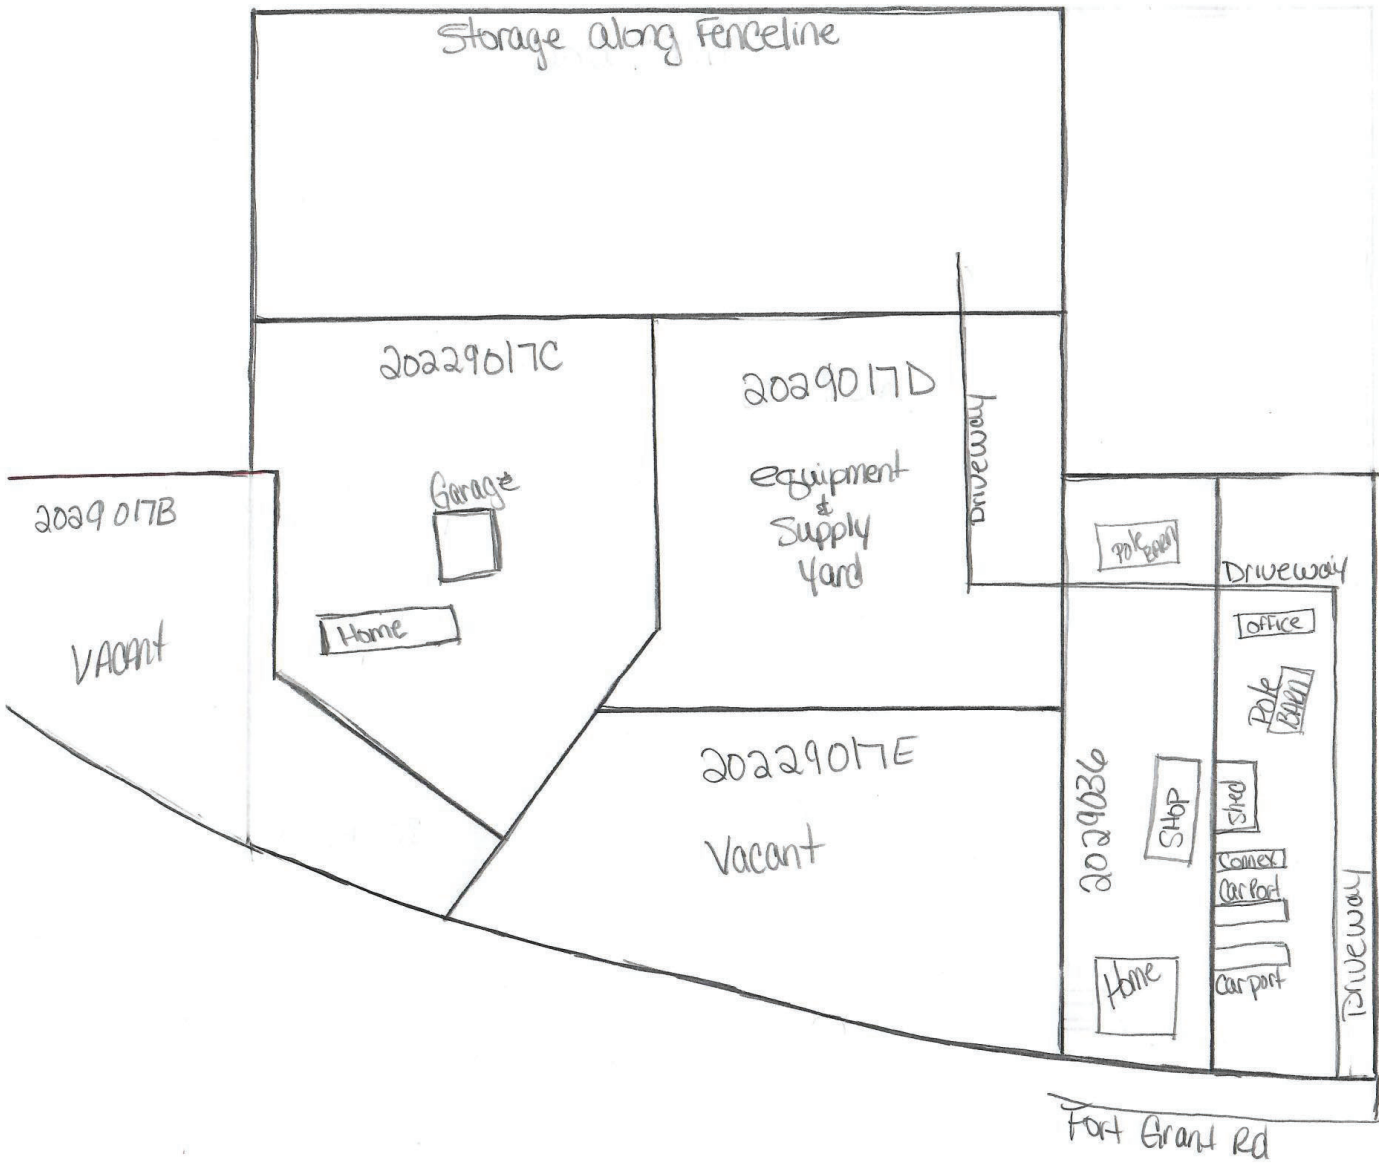 Storage along Fenceline
20229017C
2029017D
Driveway
equipment
&
Supply
Yard
Garage
Home
2029017B
VACANT
Pole
BARN
Driveway
office
Pole
BARN
20229017E
Vacant
2029036
SHOP
Shed
Connex
Carport
Carport
Home
Driveway
Fort Grant Rd